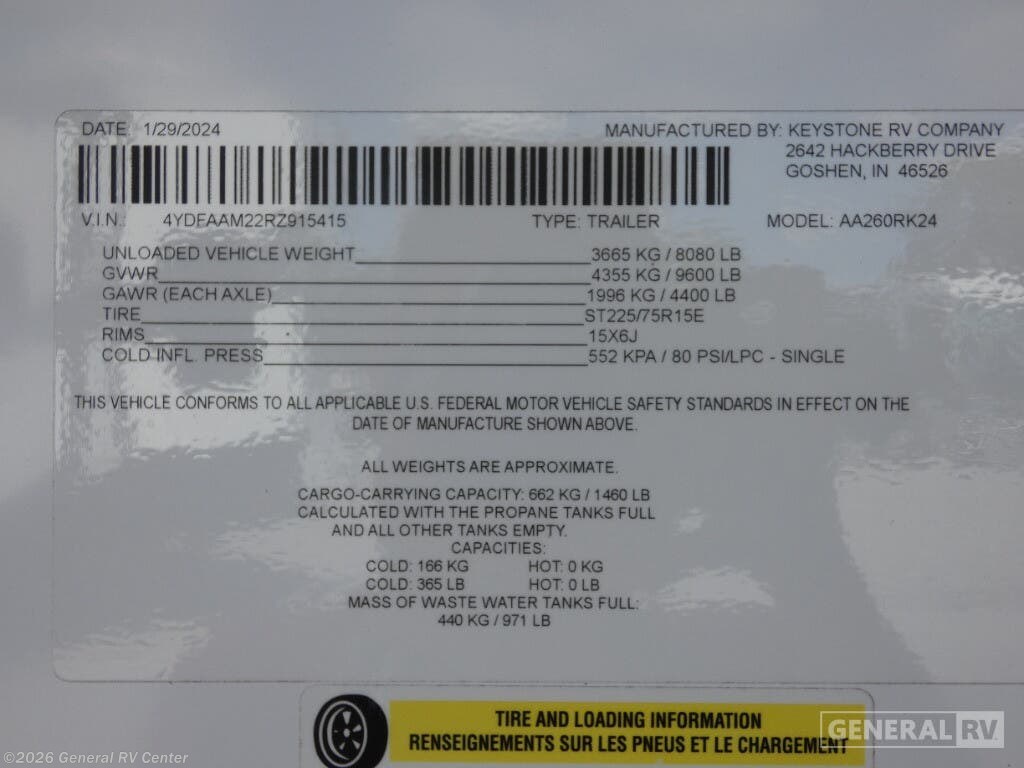 DATE: 1/29/2024
MANUFACTURED BY: KEYSTONE RV COMPANY
2642 HACKBERRY DRIVE
GOSHEN, IN 46526
V.I.N.: 4YDFAAM22RZ915415
TYPE: TRAILER
MODEL: AA260RK24
UNLOADED VEHICLE WEIGHT 3665 KG / 8080 LB
GVWR 4355 KG / 9600 LB
GAWR (EACH AXLE) 1996 KG / 4400 LB
TIRE ST225/75R15E
RIMS 15X6J
COLD INFL. PRESS 552 KPA / 80 PSI/LPC - SINGLE
THIS VEHICLE CONFORMS TO ALL APPLICABLE U.S. FEDERAL MOTOR VEHICLE SAFETY STANDARDS IN EFFECT ON THE
DATE OF MANUFACTURE SHOWN ABOVE.
ALL WEIGHTS ARE APPROXIMATE.
CARGO-CARRYING CAPACITY: 662 KG / 1460 LB
CALCULATED WITH THE PROPANE TANKS FULL
AND ALL OTHER TANKS EMPTY.
CAPACITIES:
COLD: 166 KG HOT: 0 KG
COLD: 365 LB HOT: 0 LB
MASS OF WASTE WATER TANKS FULL:
440 KG / 971 LB
TIRE AND LOADING INFORMATION
RENSEIGNEMENTS SUR LES PNEUS ET LE CHARGEMENT
GENERAL RV
©2026 General RV Center